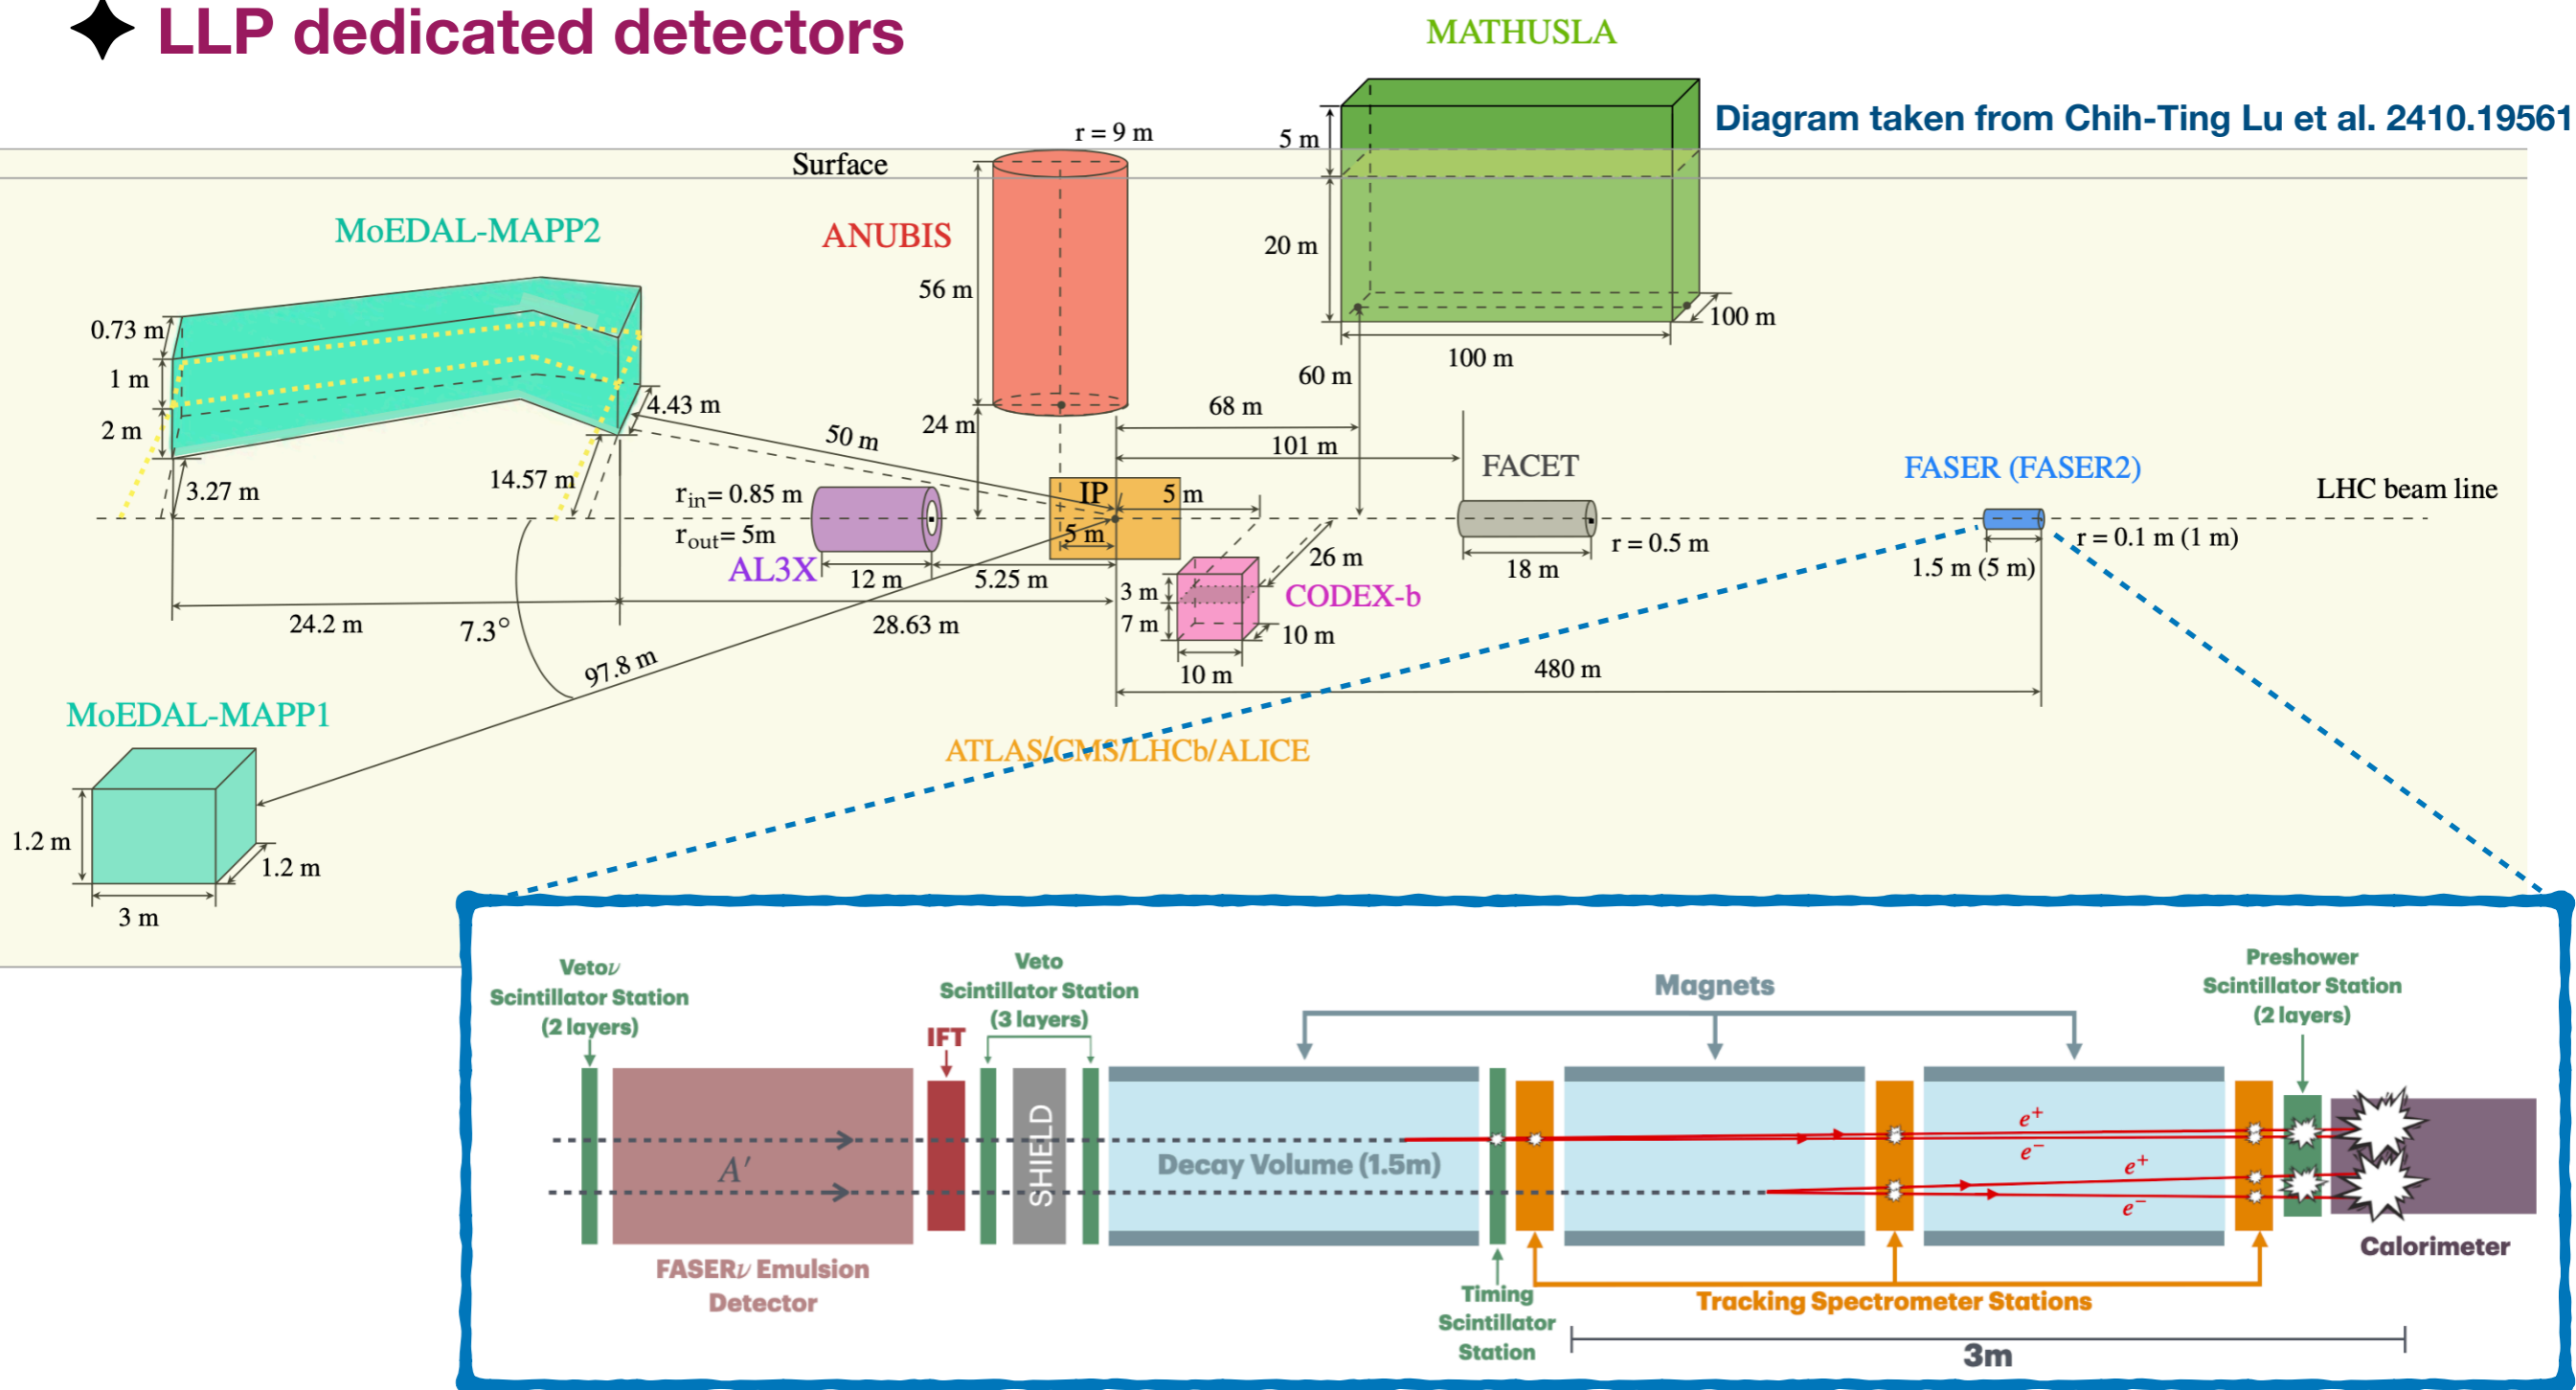 LLP dedicated detectors
MATHUSLA
Diagram taken from Chih-Ting Lu et al. 2410.19561
r = 9 m
5 m
Surface
MoEDAL-MAPP2
ANUBIS
20 m
56 m
0.73 m
100 m
100 m
1 m
60 m
4.43 m
68 m
2 m
24 m
50 m
101 m
FACET
FASER (FASER2)
14.57 m
3.27 m
r_in= 0.85 m
IP
5 m
LHC beam line
r_out= 5m
5 m
r = 0.5 m
r = 0.1 m (1 m)
26 m
AL3X
12 m
5.25 m
18 m
1.5 m (5 m)
3 m
CODEX-b
24.2 m
7.3°
28.63 m
7 m
10 m
97.8 m
10 m
480 m
MoEDAL-MAPP1
ATLAS/CMS/LHCb/ALICE
1.2 m
1.2 m
3 m
Vetoν
Scintillator Station
(2 layers)
Veto
Scintillator Station
(3 layers)
IFT
Magnets
Preshower
Scintillator Station
(2 layers)
SHIELD
A′
Decay Volume (1.5m)
e⁺
e⁻
e⁺
e⁻
FASERν Emulsion
Detector
Calorimeter
Timing
Scintillator
Station
Tracking Spectrometer Stations
3m